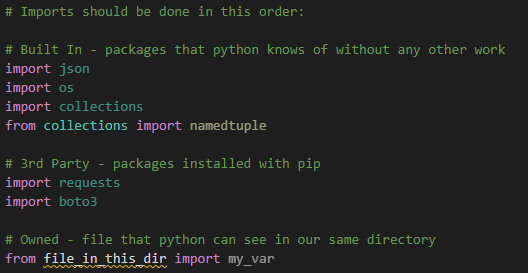 # Imports should be done in this order:
# Built In - packages that python knows of without any other work
import json
import os
import collections
from collections import namedtuple
# 3rd Party - packages installed with pip
import requests
import boto3
# Owned - file that python can see in our same directory
from file_in_this_dir import my_var